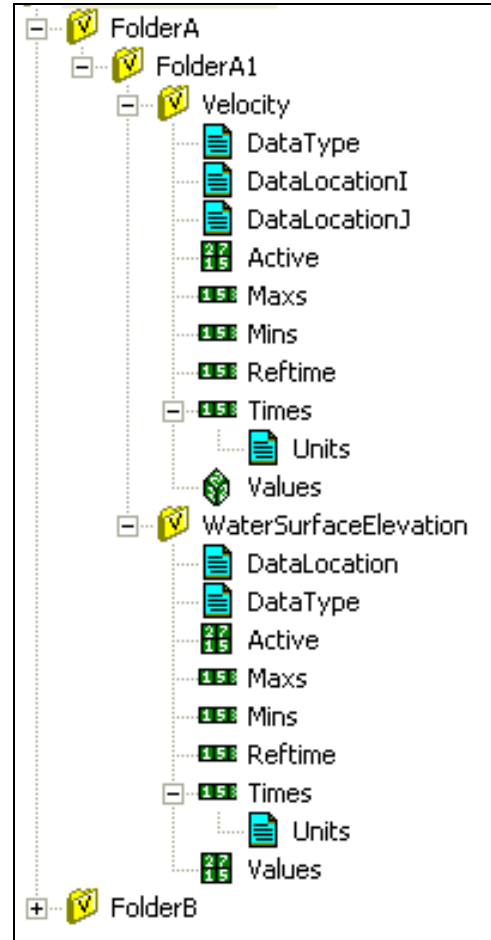 FolderA
FolderA1
Velocity
DataType
DataLocationI
DataLocationJ
Active
Maxs
Mins
Reftime
Times
Units
Values
WaterSurfaceElevation
DataLocation
DataType
Active
Maxs
Mins
Reftime
Times
Units
Values
FolderB